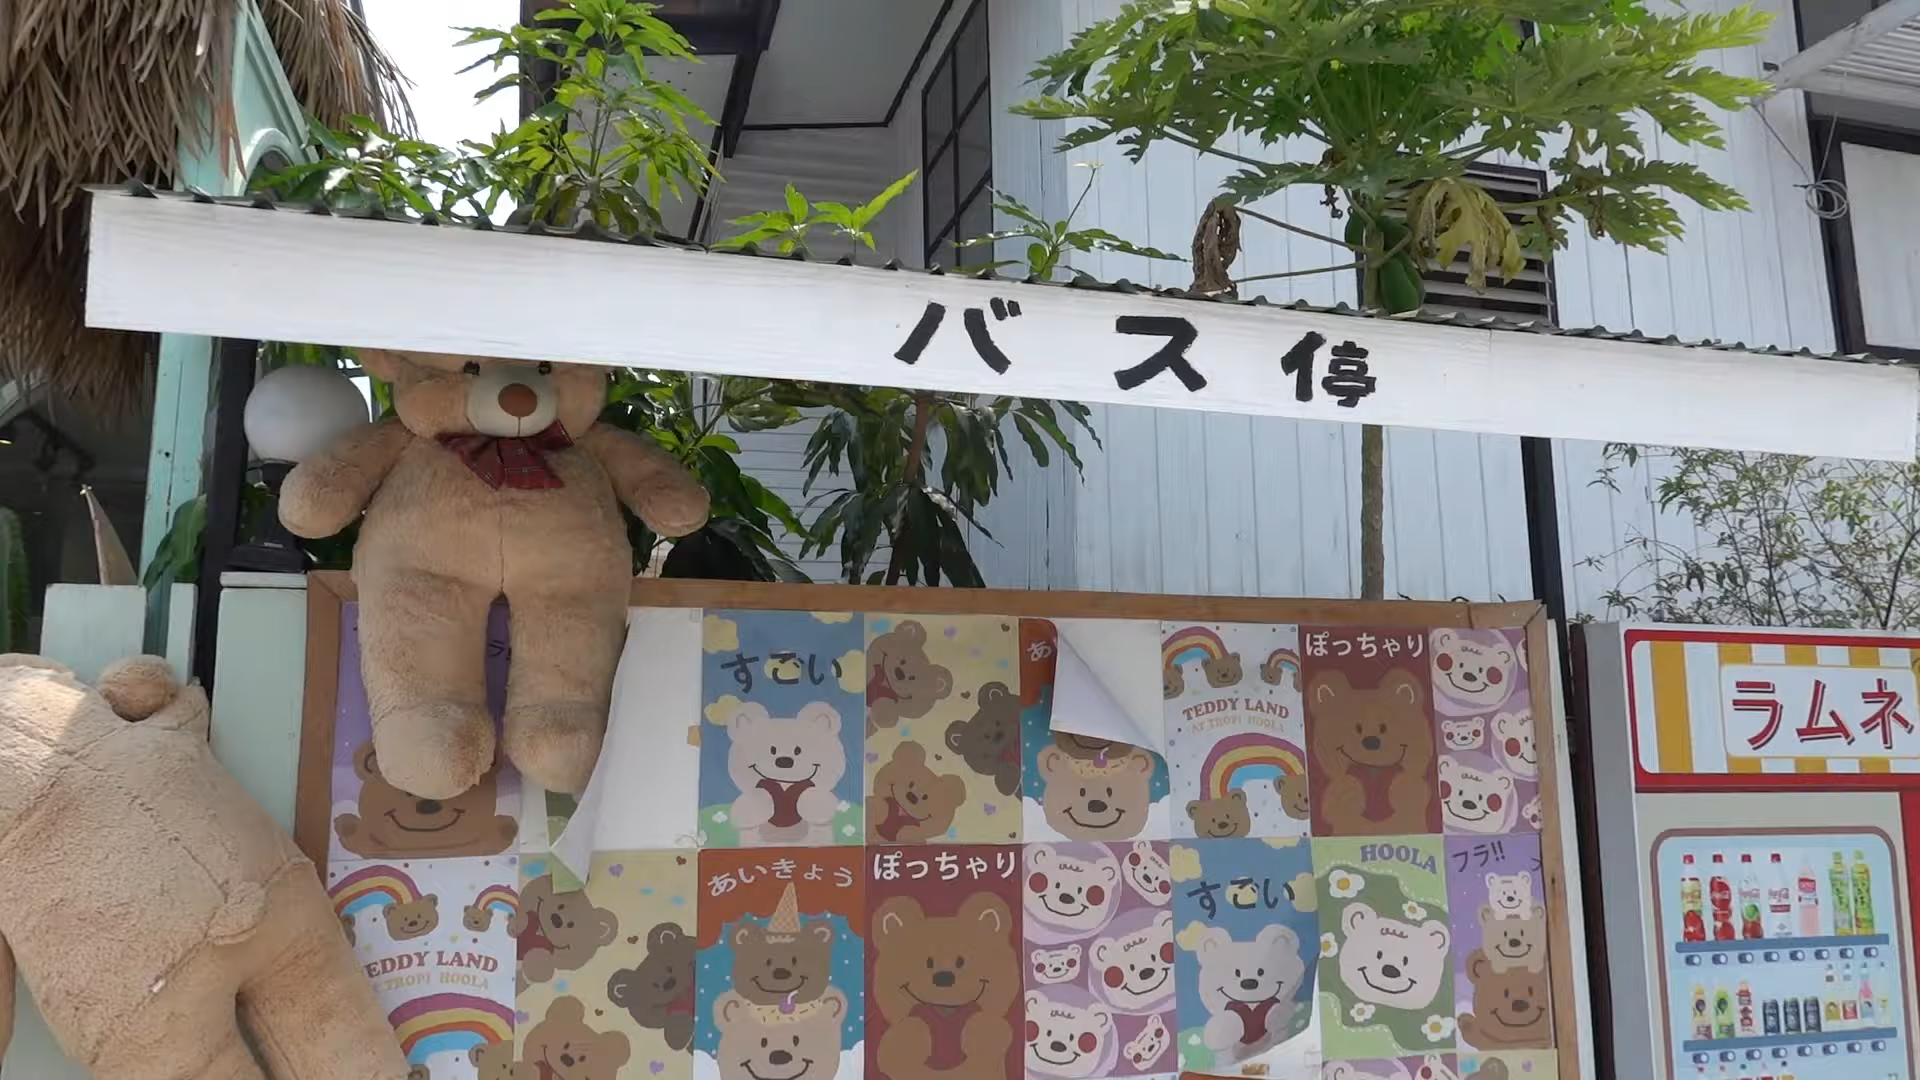 バス停
すごい
あ
TEDDY LAND
AT TROPI HOOLA
ぽっちゃり
ラムネ
あいきょう
ぽっちゃり
すごい
HOOLA
フラ!!
EDDY LAND
TROPI HOOLA